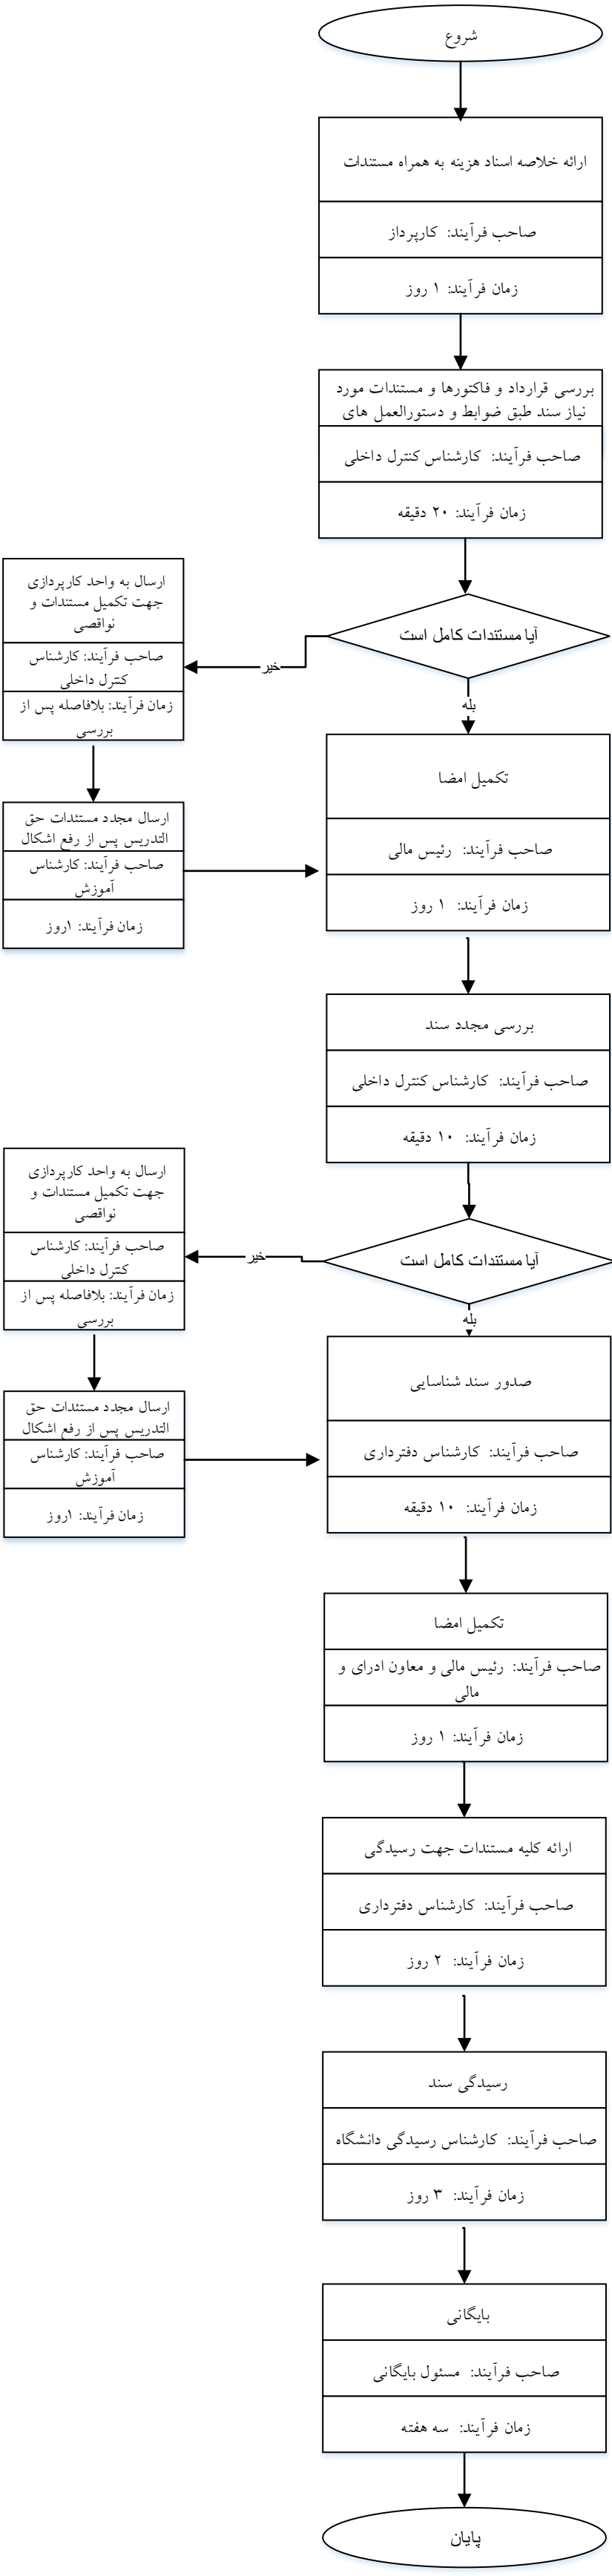 شروع
ارائه خلاصه اسناد هزینه به همراه مستندات
صاحب فرآیند: کارپرداز
زمان فرآیند: ۱ روز
بررسی قرارداد و فاکتورها و مستندات مورد
نیاز سند طبق ضوابط و دستورالعمل های
صاحب فرآیند: کارشناس کنترل داخلی
زمان فرآیند: ۲۰ دقیقه
آیا مستندات کامل است
خیر
ارسال به واحد کارپردازی
جهت تکمیل مستندات و
نواقصی
صاحب فرآیند: کارشناس
کنترل داخلی
زمان فرآیند: بلافاصله پس از
بررسی
ارسال مجدد مستندات حق
التدریس پس از رفع اشکال
صاحب فرآیند: کارشناس
آموزش
زمان فرآیند: ۱روز
بله
تکمیل امضا
صاحب فرآیند: رئیس مالی
زمان فرآیند: ۱ روز
بررسی مجدد سند
صاحب فرآیند: کارشناس کنترل داخلی
زمان فرآیند: ۱۰ دقیقه
آیا مستندات کامل است
خیر
ارسال به واحد کارپردازی
جهت تکمیل مستندات و
نواقصی
صاحب فرآیند: کارشناس
کنترل داخلی
زمان فرآیند: بلافاصله پس از
بررسی
ارسال مجدد مستندات حق
التدریس پس از رفع اشکال
صاحب فرآیند: کارشناس
آموزش
زمان فرآیند: ۱روز
بله
صدور سند شناسایی
صاحب فرآیند: کارشناس دفترداری
زمان فرآیند: ۱۰ دقیقه
تکمیل امضا
صاحب فرآیند: رئیس مالی و معاون ادرای و
مالی
زمان فرآیند: ۱ روز
ارائه کلیه مستندات جهت رسیدگی
صاحب فرآیند: کارشناس دفترداری
زمان فرآیند: ۲ روز
رسیدگی سند
صاحب فرآیند: کارشناس رسیدگی دانشگاه
زمان فرآیند: ۳ روز
بایگانی
صاحب فرآیند: مسئول بایگانی
زمان فرآیند: سه هفته
پایان